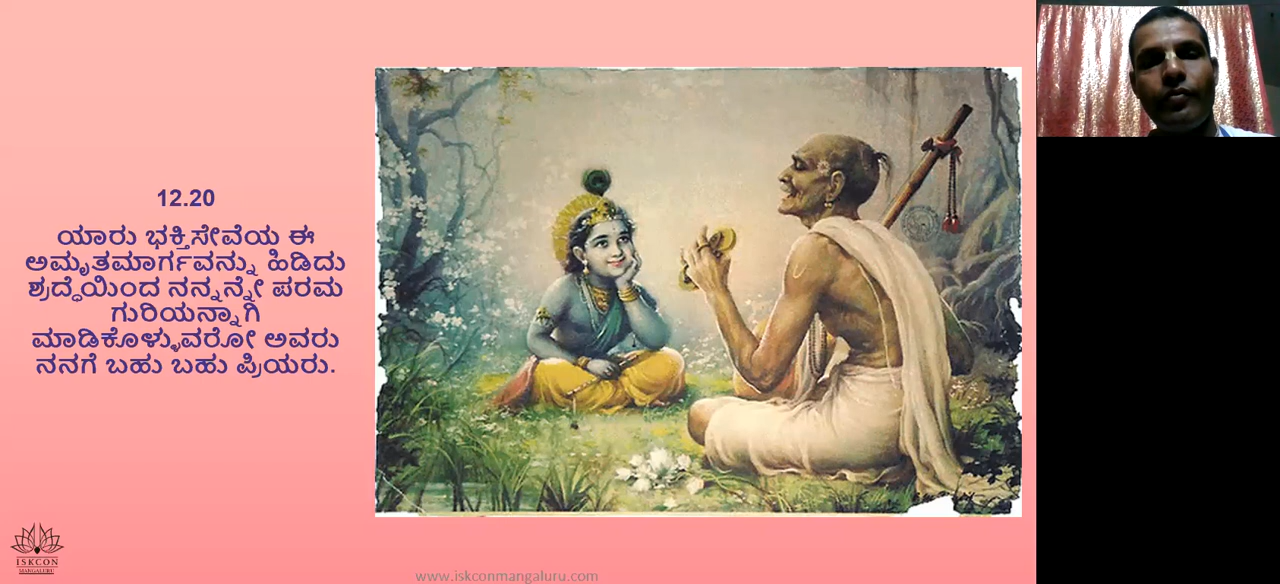 12.20
ಯಾರು ಭಕ್ತಿಸೇವೆಯ ಈ
ಅಮೃತಮಾರ್ಗವನ್ನು ಹಿಡಿದು
ಶ್ರದ್ಧೆಯಿಂದ ನನ್ನನ್ನೇ ಪರಮ
ಗುರಿಯನ್ನಾಗಿ
ಮಾಡಿಕೊಳ್ಳುವರೋ ಅವರು
ನನಗೆ ಬಹು ಬಹು ಪ್ರಿಯರು.
ISKCON
MANGALURU
www.iskconmangaluru.com